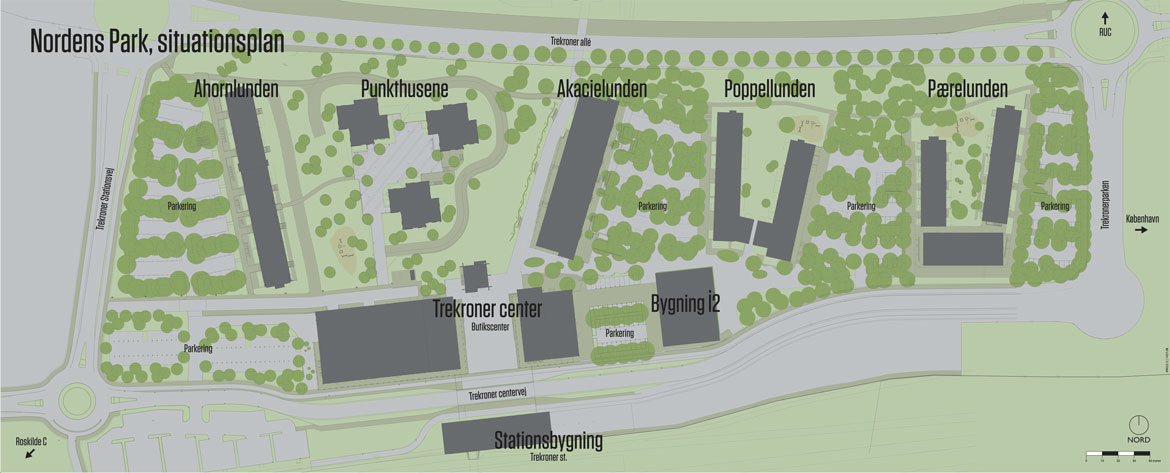 Nordens Park, situationsplan
Trekroner allé
RUC
Ahornlunden
Punkthusene
Akacielunden
Poppellunden
Pærelunden
Trekroner Stationsvej
Parkering
Parkering
Parkering
Parkering
Trekronerparken
København
Trekroner center
Butikscenter
Bygning I2
Parkering
Parkering
Trekroner centervej
Stationsbygning
Trekroner st.
Roskilde C
NORD